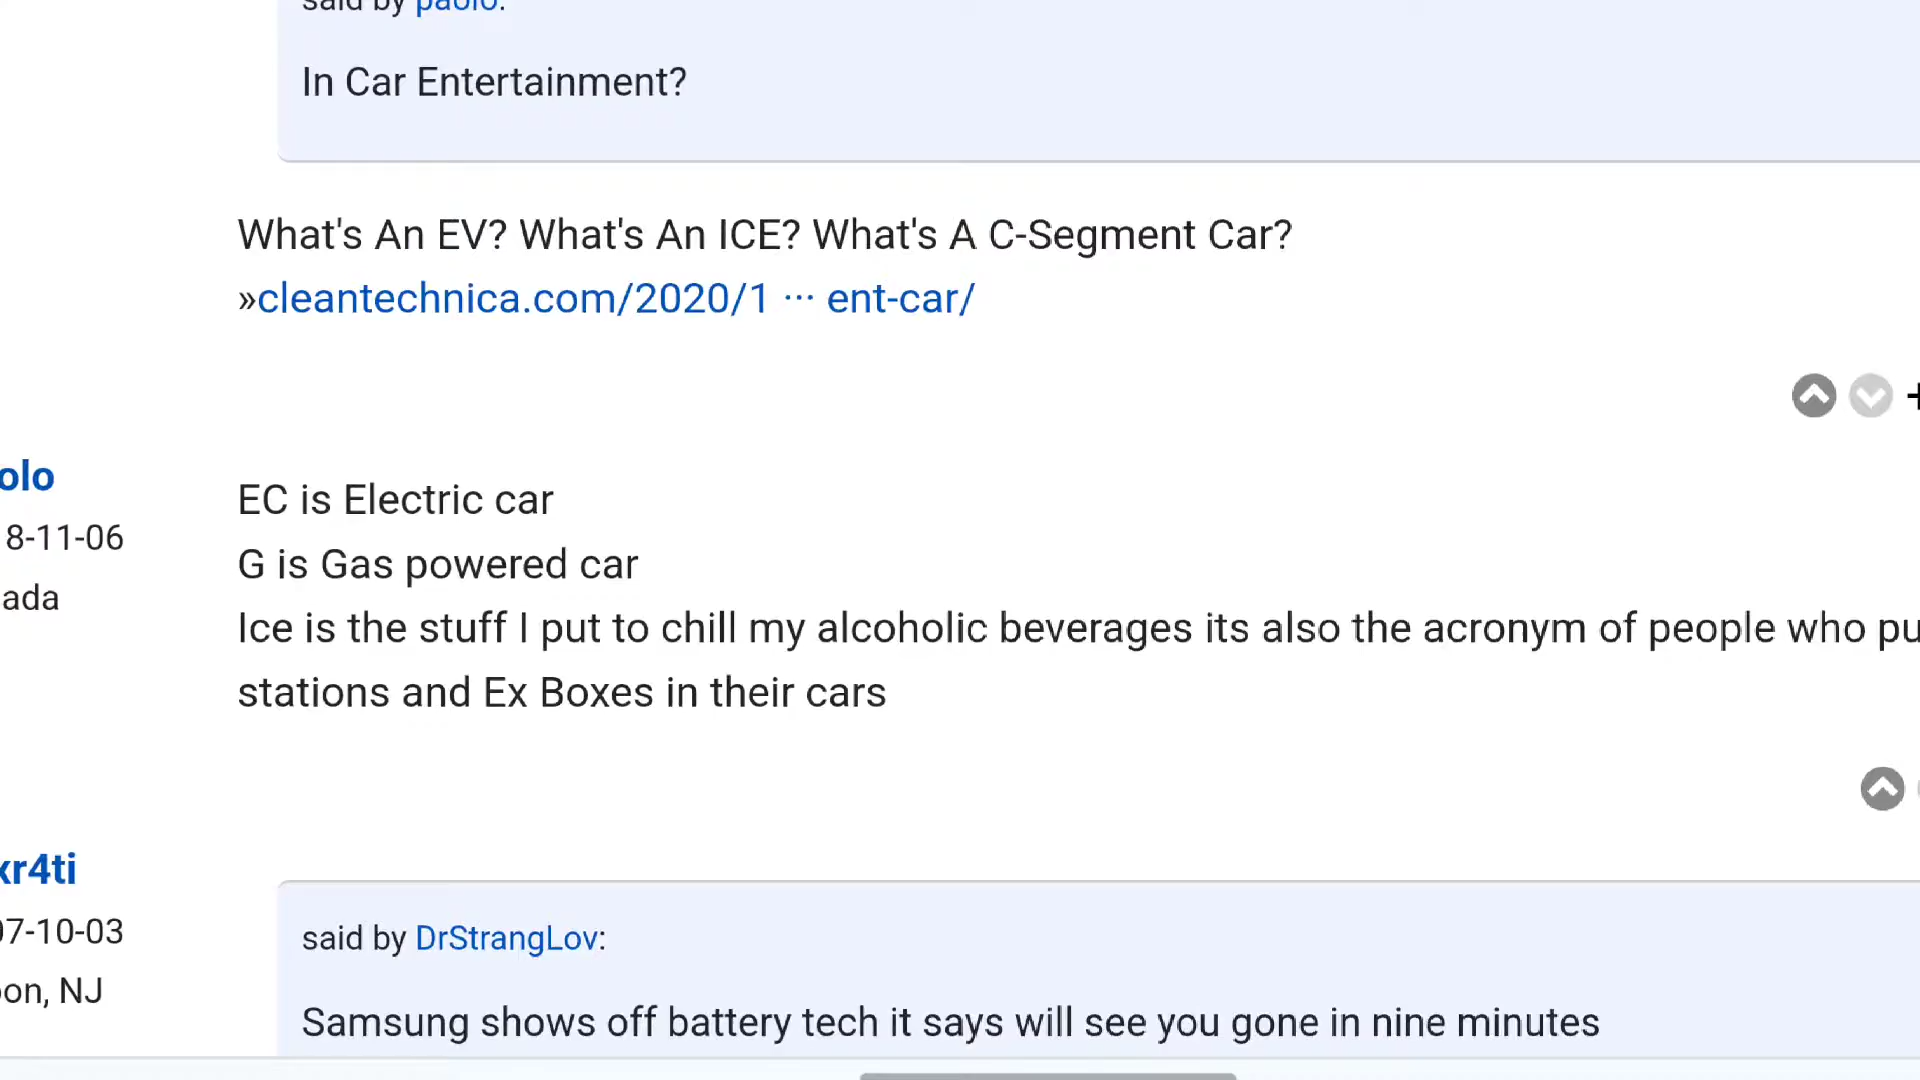 said by paolo:
In Car Entertainment?
What's An EV? What's An ICE? What's A C-Segment Car?
»cleantechnica.com/2020/1 ··· ent-car/
+
olo
8-11-06
ada
EC is Electric car
G is Gas powered car
Ice is the stuff I put to chill my alcoholic beverages its also the acronym of people who pu
stations and Ex Boxes in their cars
xr4ti
07-10-03
oon, NJ
said by DrStrangLov:
Samsung shows off battery tech it says will see you gone in nine minutes